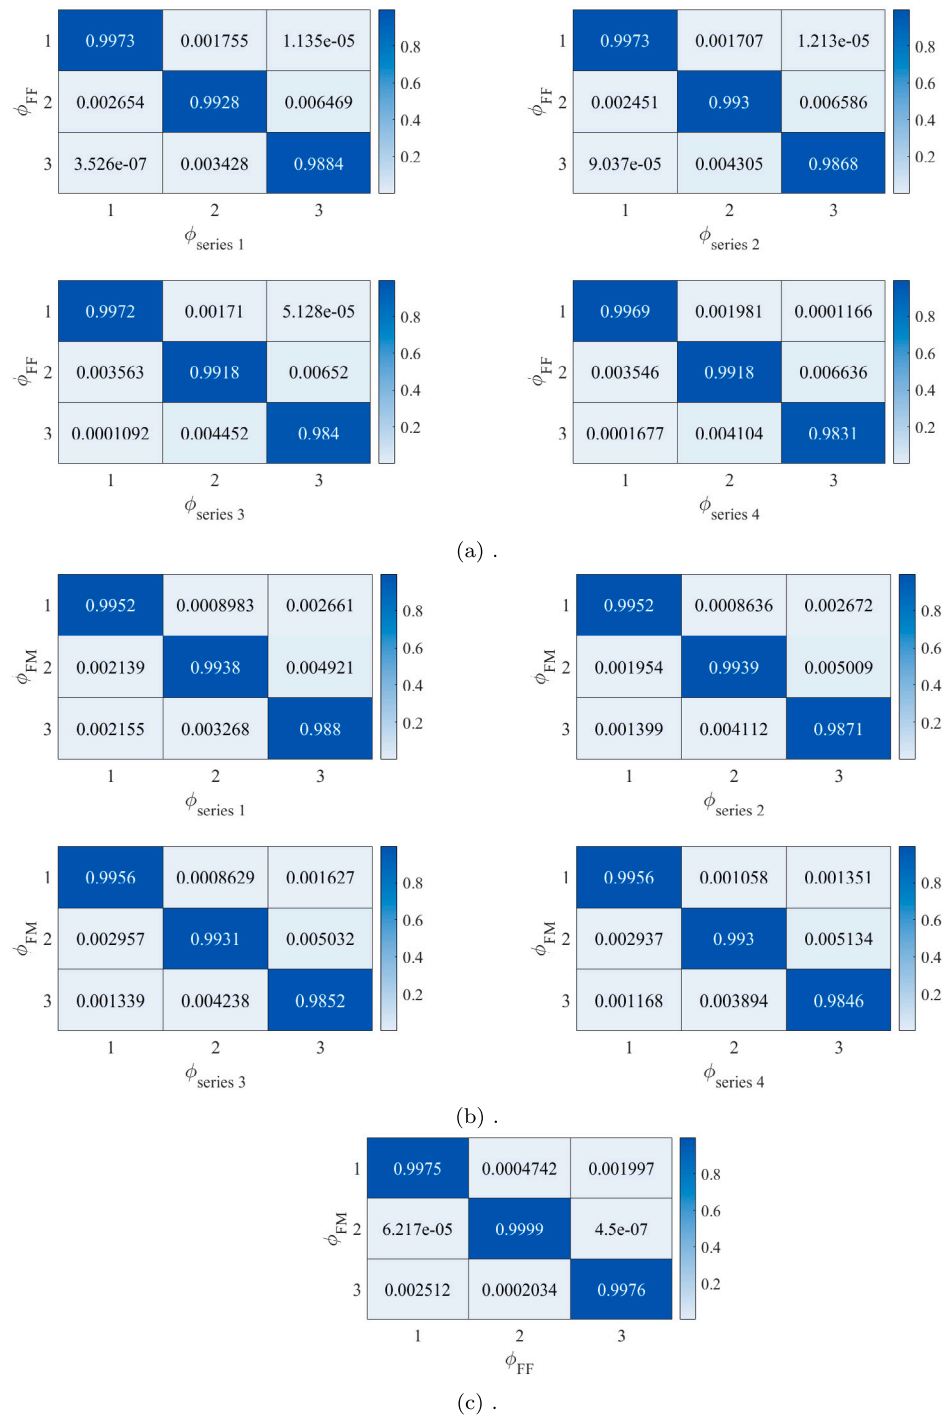 1 0.9973 0.001755 1.135e-05 0.8
0.6
ϕFF 2 0.002654 0.9928 0.006469 0.4
3 3.526e-07 0.003428 0.9884 0.2
1 2 3
ϕseries 1
1 0.9973 0.001707 1.213e-05 0.8
0.6
ϕFF 2 0.002451 0.993 0.006586 0.4
3 9.037e-05 0.004305 0.9868 0.2
1 2 3
ϕseries 2
1 0.9972 0.00171 5.128e-05 0.8
0.6
ϕFF 2 0.003563 0.9918 0.00652 0.4
3 0.0001092 0.004452 0.984 0.2
1 2 3
ϕseries 3
1 0.9969 0.001981 0.0001166 0.8
0.6
ϕFF 2 0.003546 0.9918 0.006636 0.4
3 0.0001677 0.004104 0.9831 0.2
1 2 3
ϕseries 4
(a) .
1 0.9952 0.0008983 0.002661 0.8
0.6
ϕFM 2 0.002139 0.9938 0.004921 0.4
3 0.002155 0.003268 0.988 0.2
1 2 3
ϕseries 1
1 0.9952 0.0008636 0.002672 0.8
0.6
ϕFM 2 0.001954 0.9939 0.005009 0.4
3 0.001399 0.004112 0.9871 0.2
1 2 3
ϕseries 2
1 0.9956 0.0008629 0.001627 0.8
0.6
ϕFM 2 0.002957 0.9931 0.005032 0.4
3 0.001339 0.004238 0.9852 0.2
1 2 3
ϕseries 3
1 0.9956 0.001058 0.001351 0.8
0.6
ϕFM 2 0.002937 0.993 0.005134 0.4
3 0.001168 0.003894 0.9846 0.2
1 2 3
ϕseries 4
(b) .
1 0.9975 0.0004742 0.001997 0.8
0.6
ϕFM 2 6.217e-05 0.9999 4.5e-07 0.4
3 0.002512 0.0002034 0.9976 0.2
1 2 3
ϕFF
(c) .